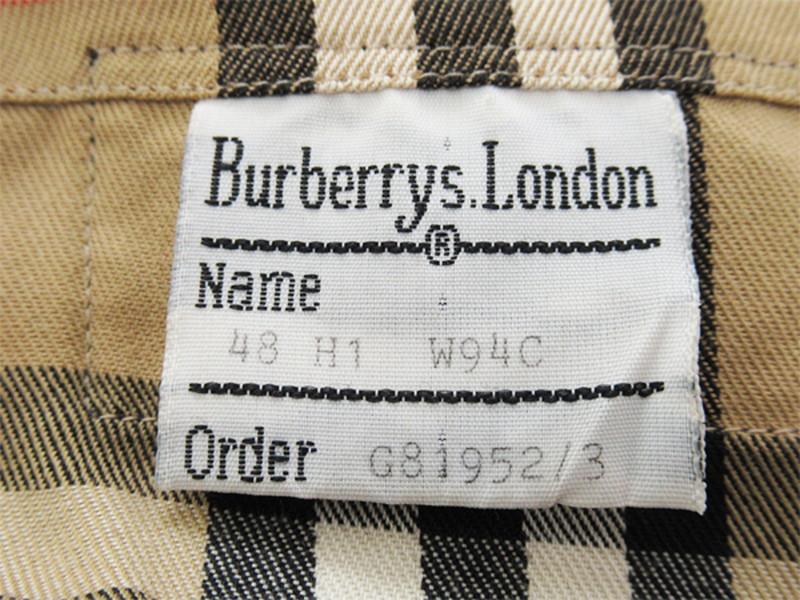 Burberrys.London
®
Name
48 H1 W94C
Order G81952/3